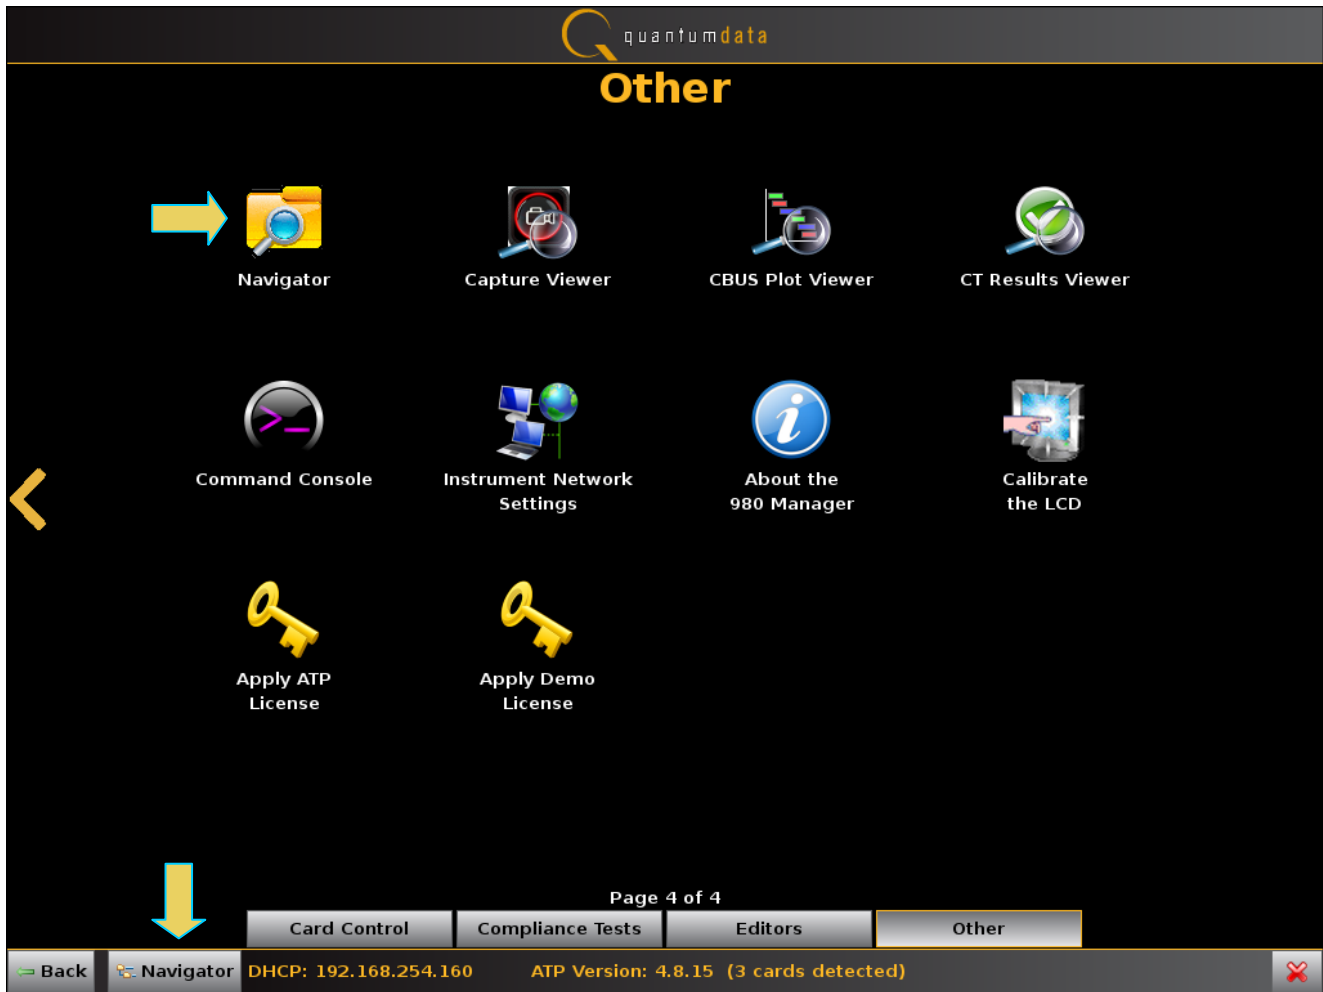 quantumdata
Other
Navigator
Capture Viewer
CBUS Plot Viewer
CT Results Viewer
Command Console
Instrument Network
Settings
About the
980 Manager
Calibrate
the LCD
Apply ATP
License
Apply Demo
License
Page 4 of 4
Card Control
Compliance Tests
Editors
Other
Back
Navigator
DHCP: 192.168.254.160
ATP Version: 4.8.15 (3 cards detected)